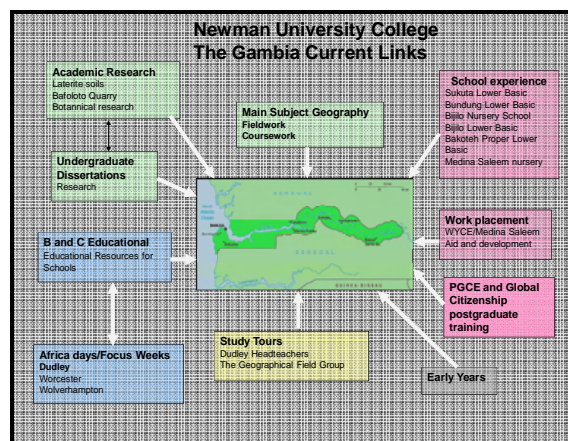 Newman University College
The Gambia Current Links
Academic Research
Laterite soils
Bafoloto Quarry
Botannical research
Main Subject Geography
Fieldwork
Coursework
School experience
Sukuta Lower Basic
Bundung Lower Basic
Bijilo Nursery School
Bijilo Lower Basic
Bakoteh Proper Lower
Basic
Medina Saleem nursery
Undergraduate
Dissertations
Research
B and C Educational
Educational Resources for
Schools
SENEGAL
GUINEA BISSAU
Work placement
WYCE/Medina Saleem
Aid and development
PGCE and Global
Citizenship
postgraduate
training
Africa days/Focus Weeks
Dudley
Worcester
Wolverhampton
Study Tours
Dudley Headteachers
The Geographical Field Group
Early Years